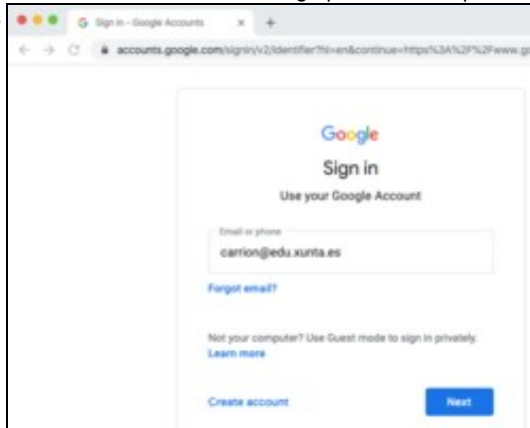 Sign in - Google Accounts
accounts.google.com/signin/v2/identifier?hl=en&continue=https%3A%2F%2Fwww.go
Google
Sign in
Use your Google Account
Email or phone
carrion@edu.xunta.es
Forgot email?
Not your computer? Use Guest mode to sign in privately.
Learn more
Create account
Next